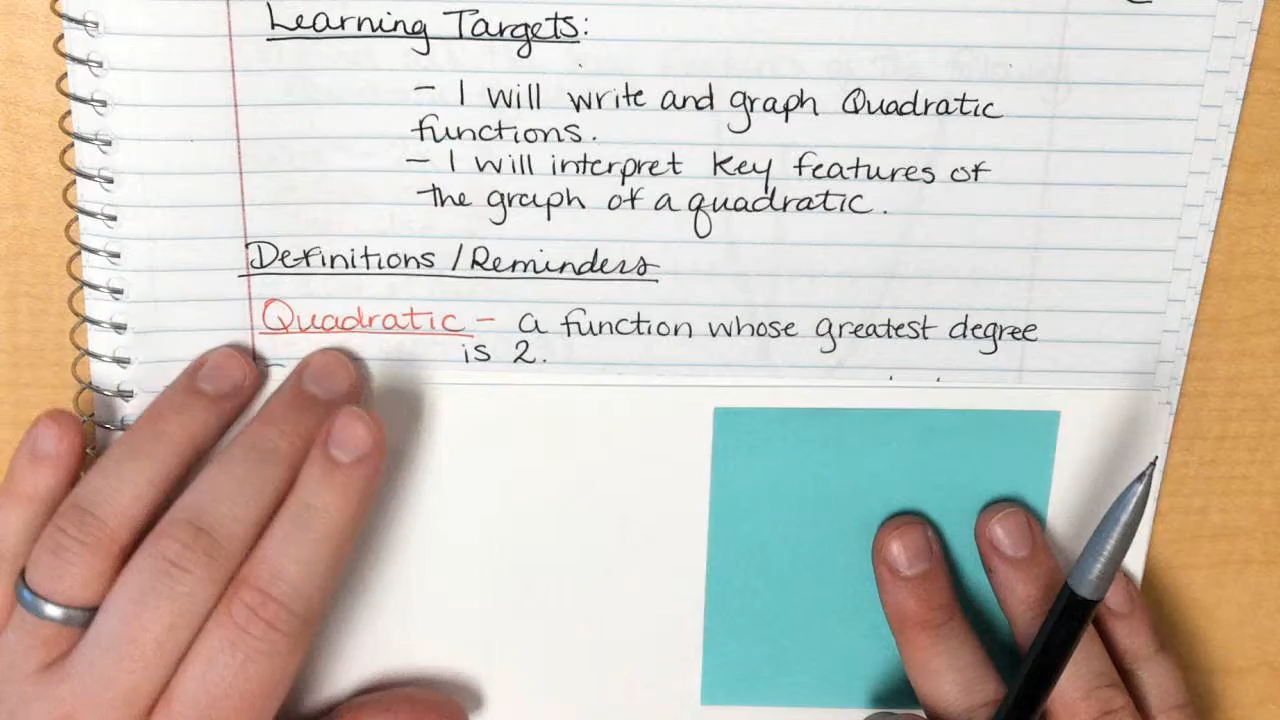 Learning Targets:
- I will write and graph Quadratic
functions.
- I will interpret key features of
the graph of a quadratic.
Definitions / Reminders
Quadratic - a function whose greatest degree
is 2.